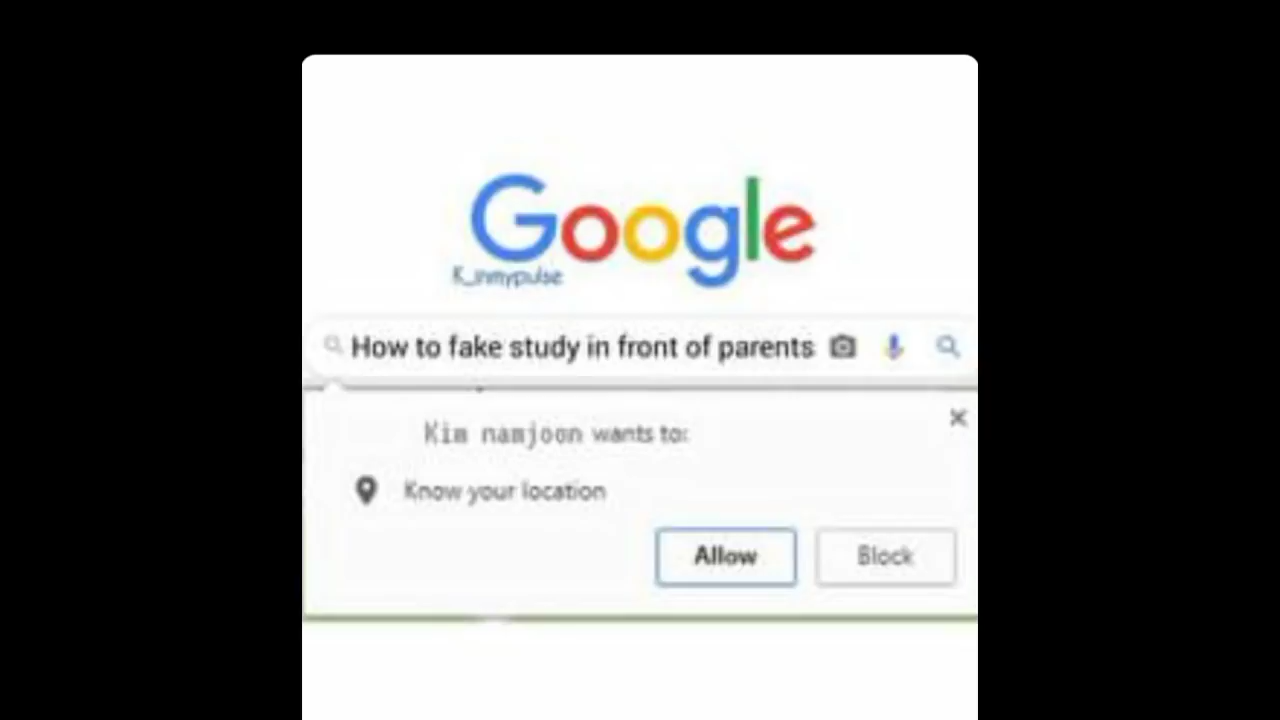 Google
K_inmypulse
How to fake study in front of parents
Kim namjoon wants to:
Know your location
Allow Block